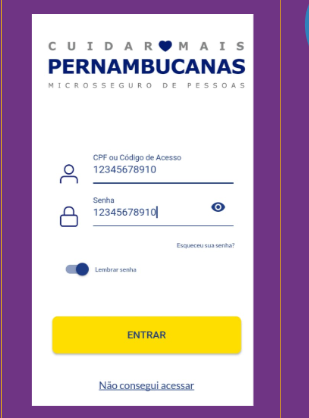 CUIDAR MAIS
PERNAMBUCANAS
MICROSSEGURO DE PESSOAS
CPF ou Código de Acesso
12345678910
Senha
12345678910
Esqueceu sua senha?
Lembrar senha
ENTRAR
Não consegui acessar